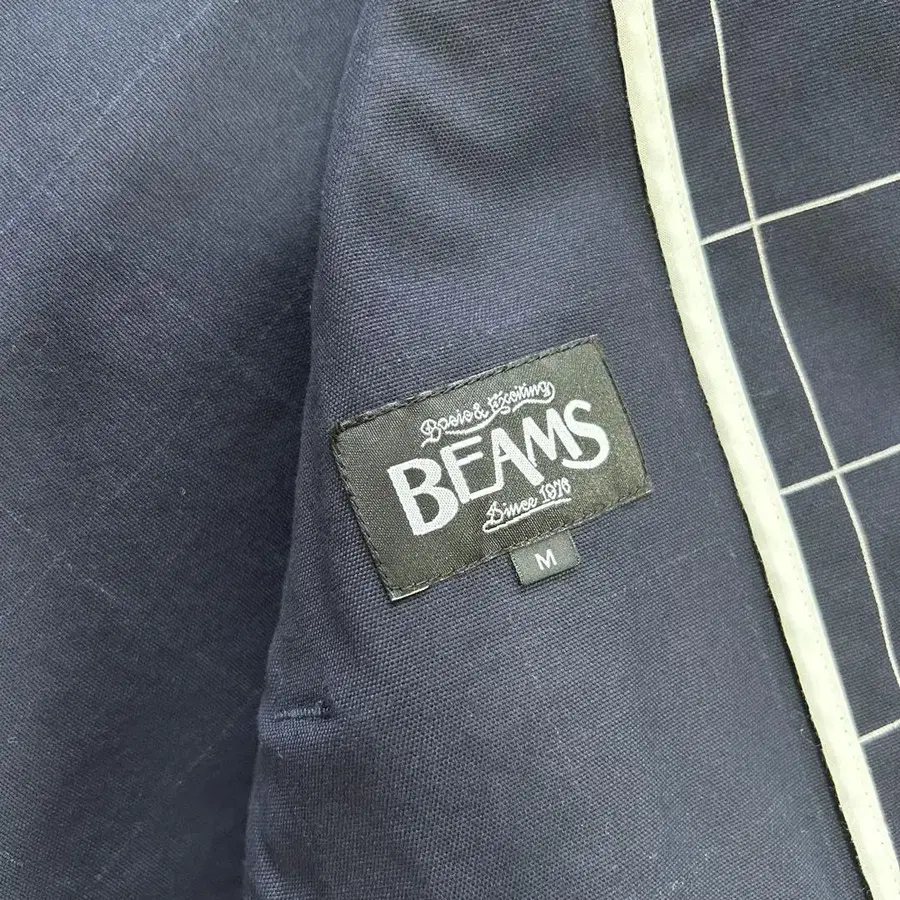 Basic & Exciting
BEAMS
Since 1976
M